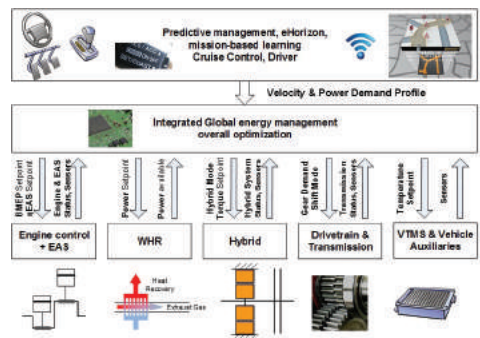 Predictive management, eHorizon,
mission-based learning
Cruise Control, Driver
Velocity & Power Demand Profile
Integrated Global energy management
overall optimization
BMEP Setpoint
nEAS Setpoint
Engine & EAS
Status, Sensors
Power Setpoint
Power available
Hybrid Mode
Torque Setpoint
Hybrid System
Status, Sensors
Gear Demand
Shift Mode
Transmission
Status, Sensors
Temperature
Setpoint
Sensors
Engine control
+ EAS
WHR
Hybrid
Drivetrain &
Transmission
VTMS & Vehicle
Auxiliaries
Heat
Recovery
Exhaust Gas